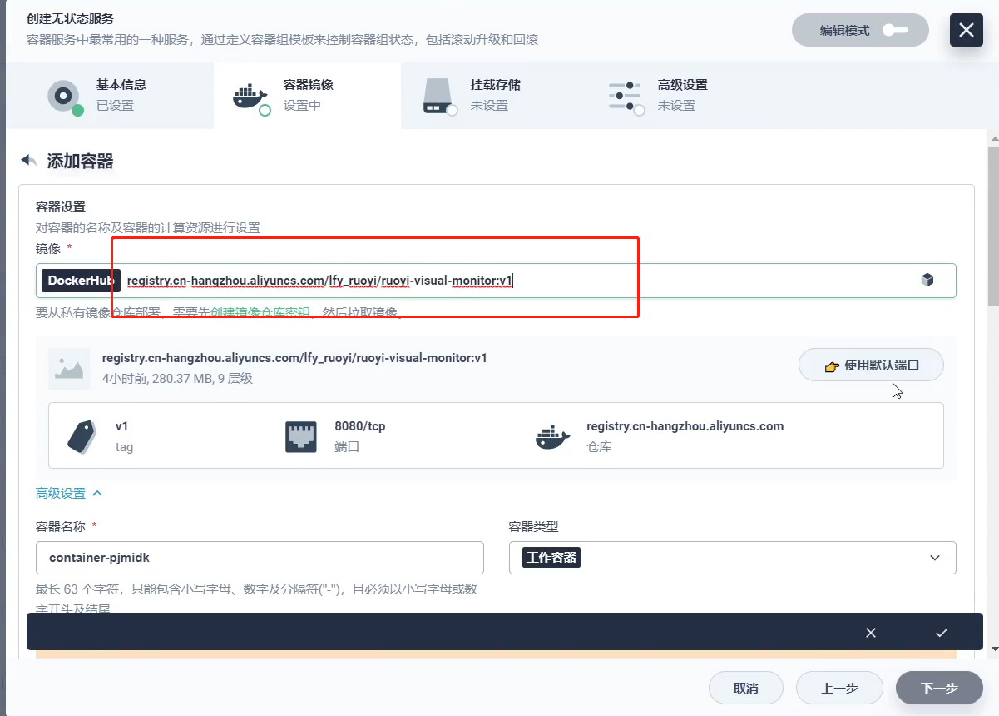 创建无状态服务
容器服务中最常用的一种服务，通过定义容器组模板来控制容器组状态，包括滚动升级和回滚
编辑模式
基本信息
已设置
容器镜像
设置中
挂载存储
未设置
高级设置
未设置
添加容器
容器设置
对容器的名称及容器的计算资源进行设置
镜像 *
DockerHub registry.cn-hangzhou.aliyuncs.com/lfy_ruoyi/ruoyi-visual-monitor:v1
要从私有镜像仓库部署，需要先创建镜像仓库密钥，然后拉取镜像。
registry.cn-hangzhou.aliyuncs.com/lfy_ruoyi/ruoyi-visual-monitor:v1
4小时前, 280.37 MB, 9 层级
使用默认端口
v1
tag
8080/tcp
端口
registry.cn-hangzhou.aliyuncs.com
仓库
高级设置
容器名称 *
容器类型
container-pjmidk
工作容器
最长 63 个字符，只能包含小写字母、数字及分隔符("-")，且必须以小写字母或数
字开头及结尾
取消
上一步
下一步